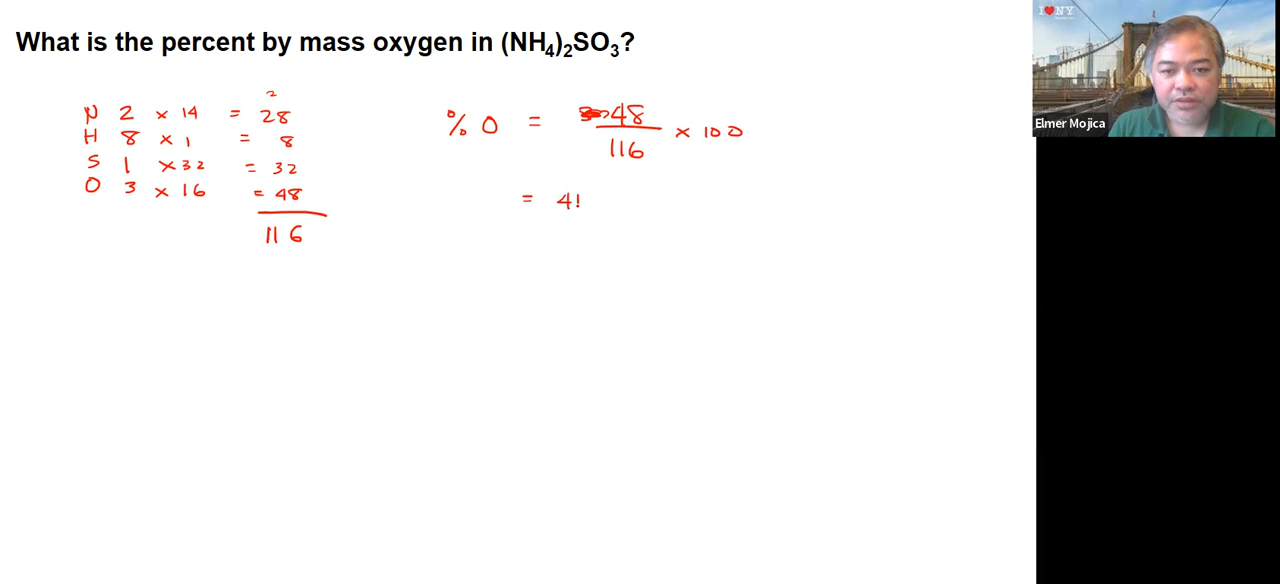 What is the percent by mass oxygen in (NH₄)₂SO₃?
I ❤ NY
Elmer Mojica
2
N 2 x 14 = 28
H 8 x 1 = 8
S 1 x 32 = 32
O 3 x 16 = 48
116
% O = 48
116 x 100
= 41